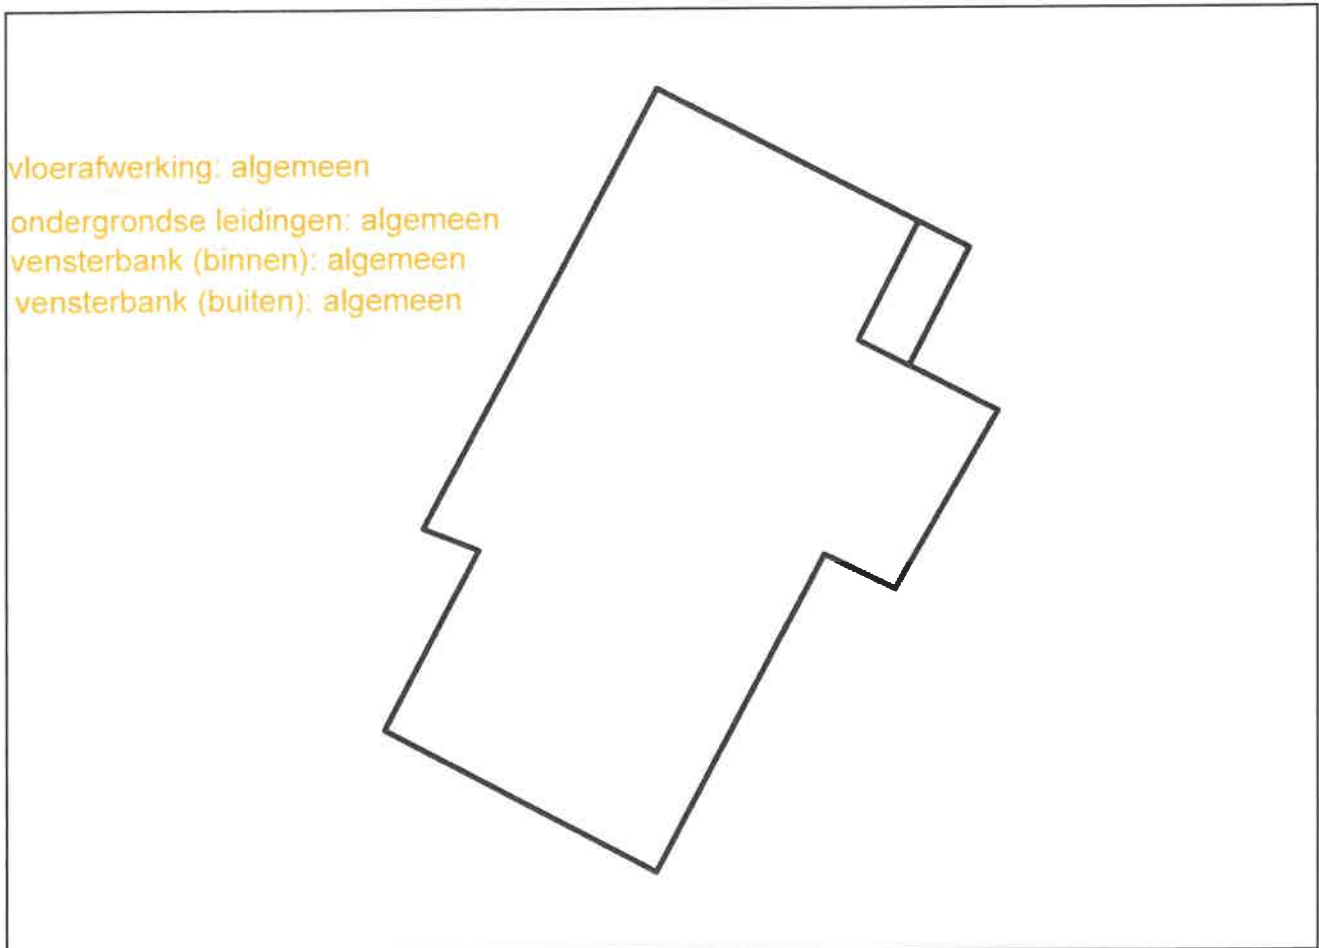 vloerafwerking: algemeen
ondergrondse leidingen: algemeen
vensterbank (binnen): algemeen
vensterbank (buiten): algemeen